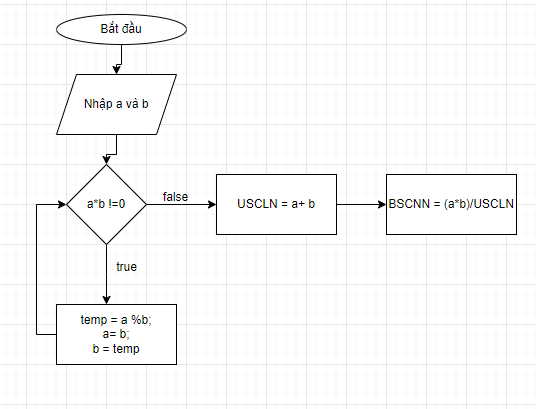 Bắt đầu
Nhập a và b
a*b !=0
false
USCLN = a+ b
BSCNN = (a*b)/USCLN
true
temp = a %b;
a= b;
b = temp